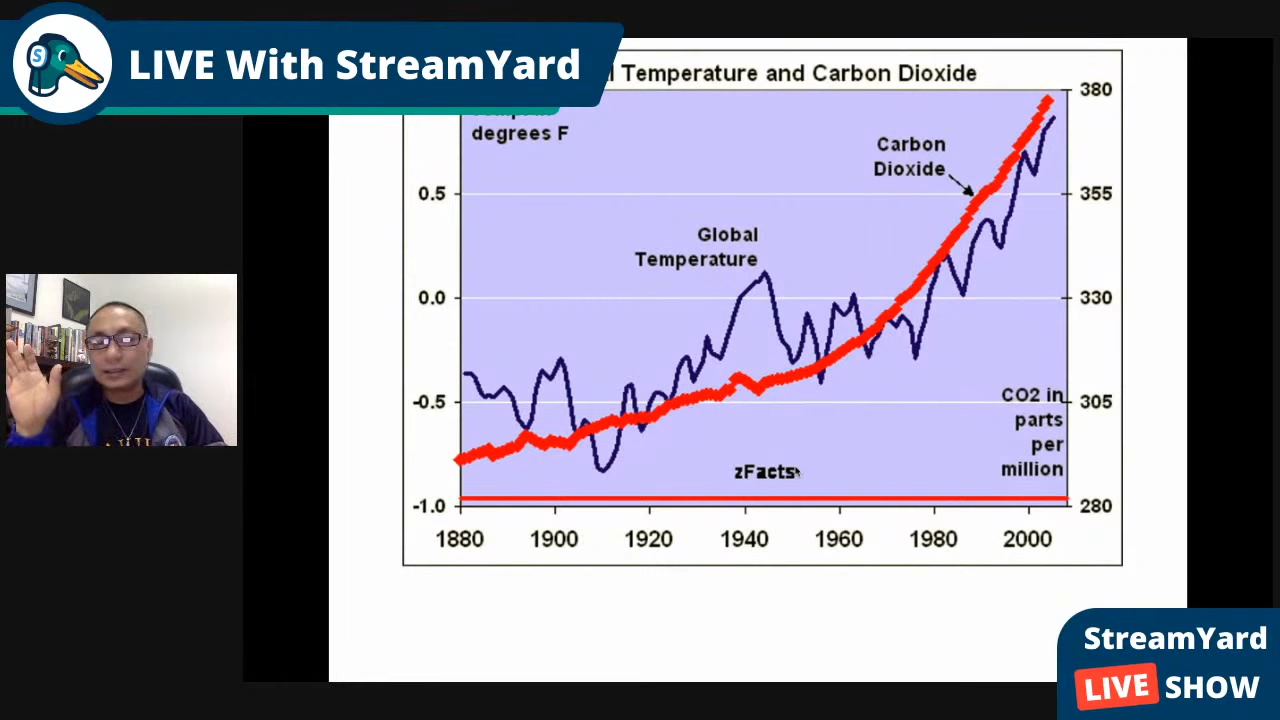 LIVE With StreamYard
Temperature and Carbon Dioxide
degrees F
380
Carbon
Dioxide
0.5
355
Global
Temperature
0.0
330
-0.5
305
CO2 in
parts
per
million
zFacts
-1.0
280
1880
1900
1920
1940
1960
1980
2000
StreamYard
LIVE SHOW
S